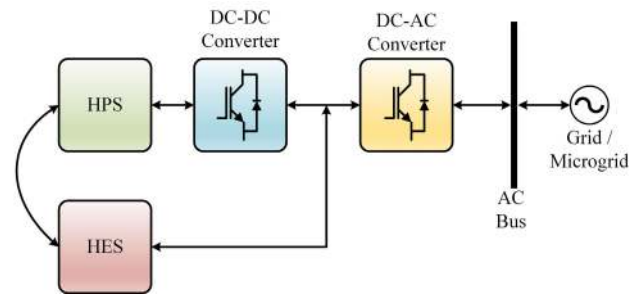 DC-DC
Converter
DC-AC
Converter
HPS
Grid /
Microgrid
AC
Bus
HES